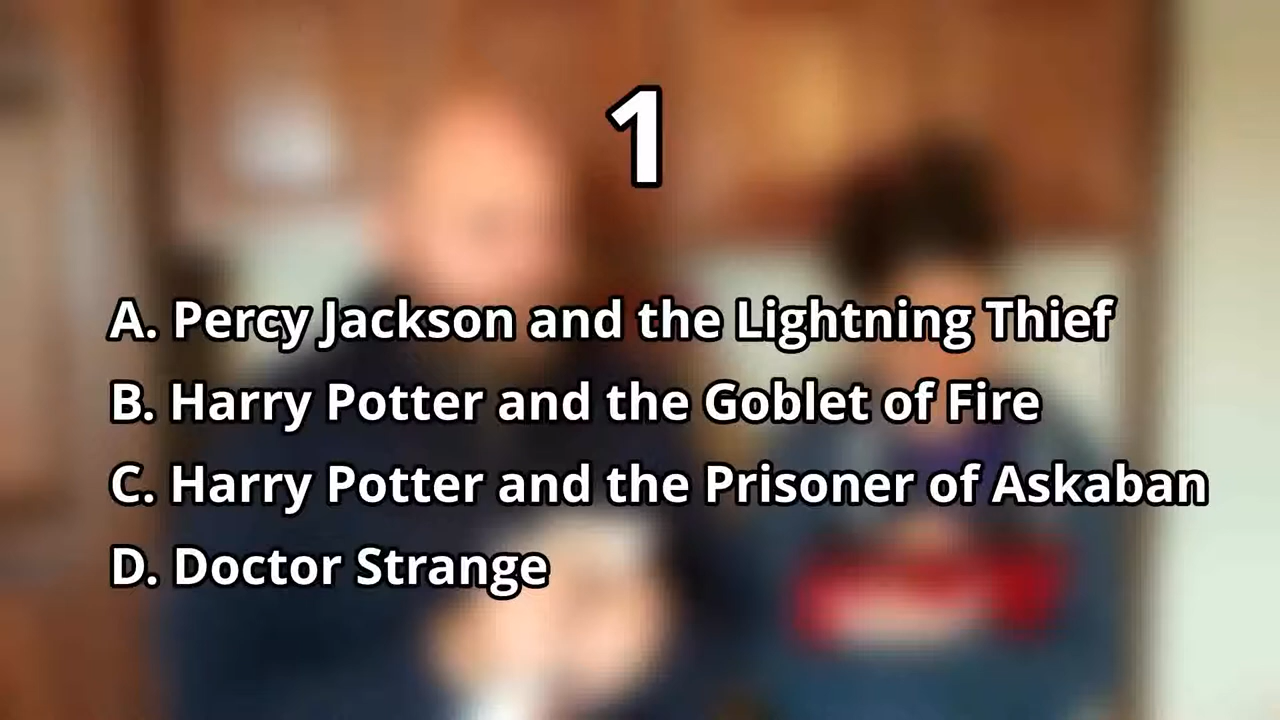 1
A. Percy Jackson and the Lightning Thief
B. Harry Potter and the Goblet of Fire
C. Harry Potter and the Prisoner of Askaban
D. Doctor Strange